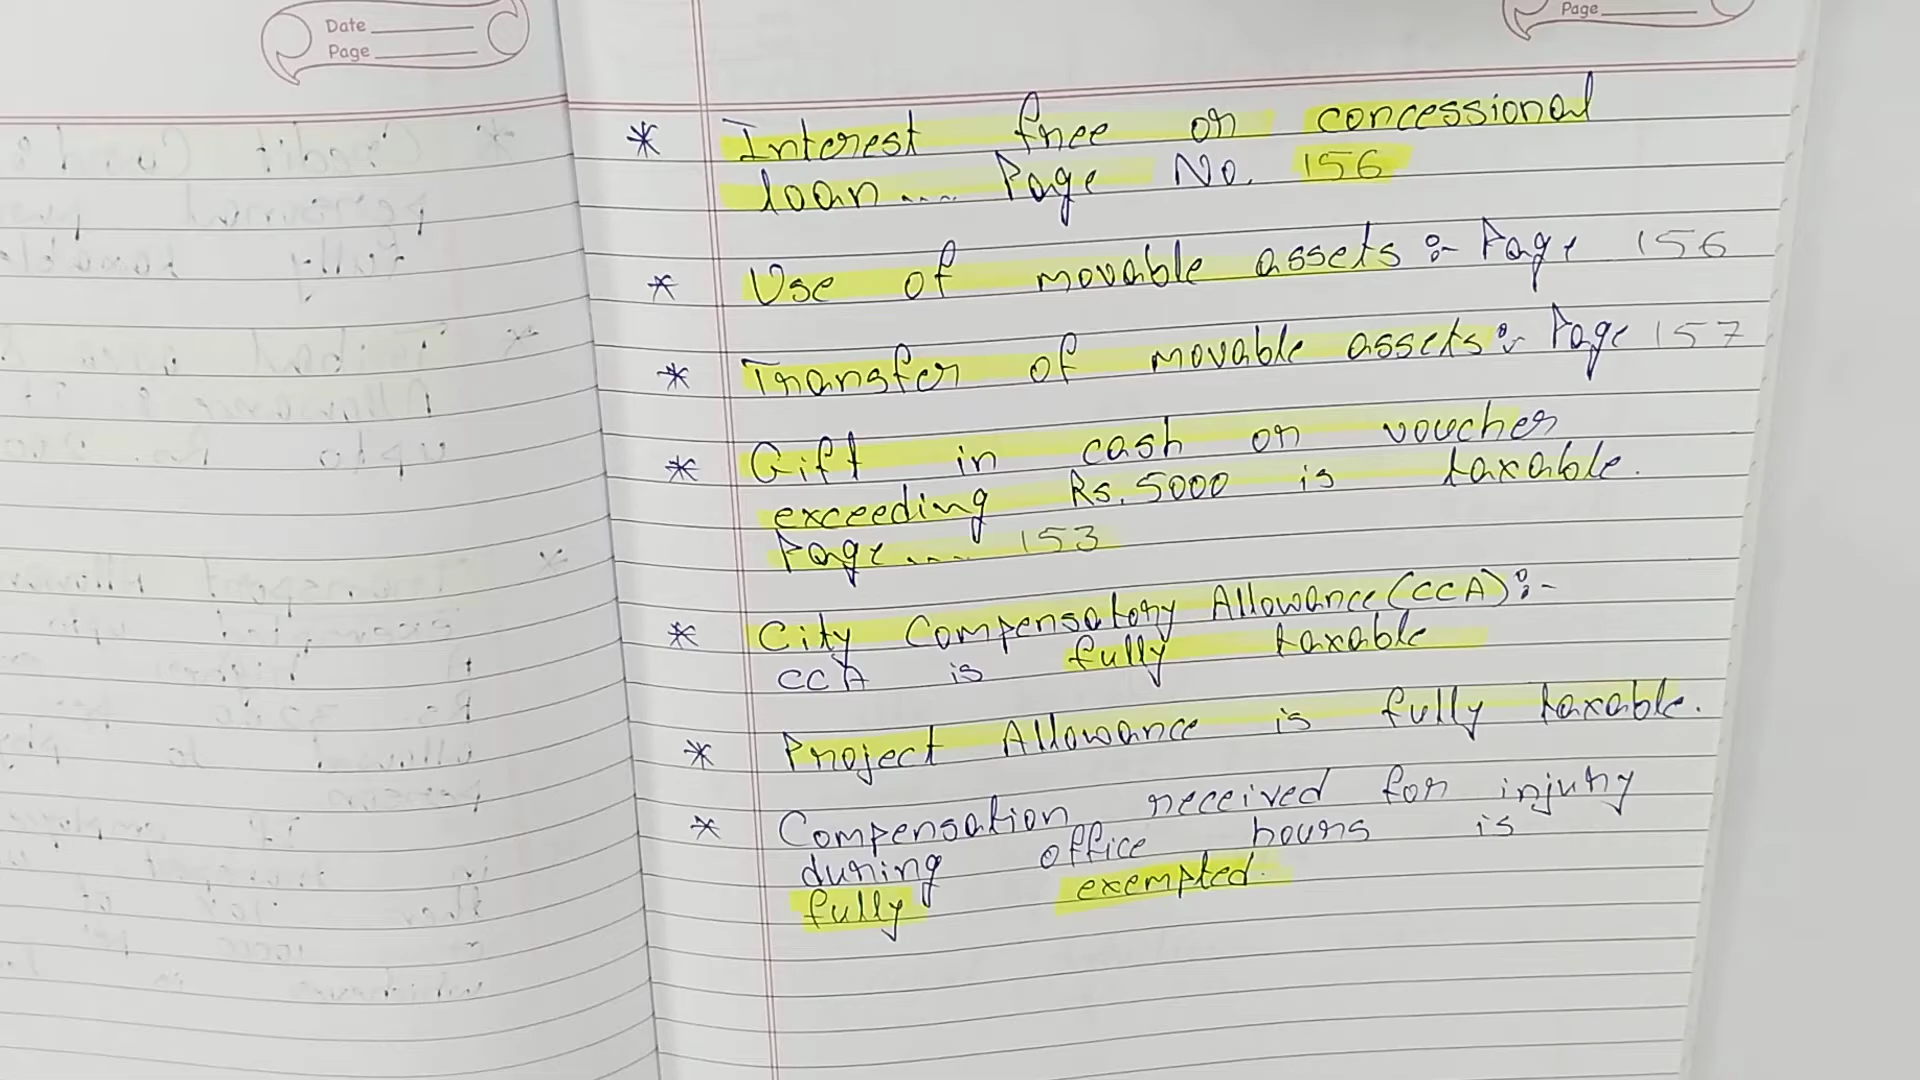 Date
Page
Page
* Interest free or concessional
loan.... Page No. 156
* Use of movable assets :- Page 156
* Transfer of movable assets :- Page 157
* Gift in cash or voucher
exceeding Rs. 5000 is taxable.
Page.... 153
* City Compensatory Allowance (CCA) :-
CCA is fully taxable
* Project Allowance is fully taxable.
* Compensation received for injury
during office hours is
fully exempted.